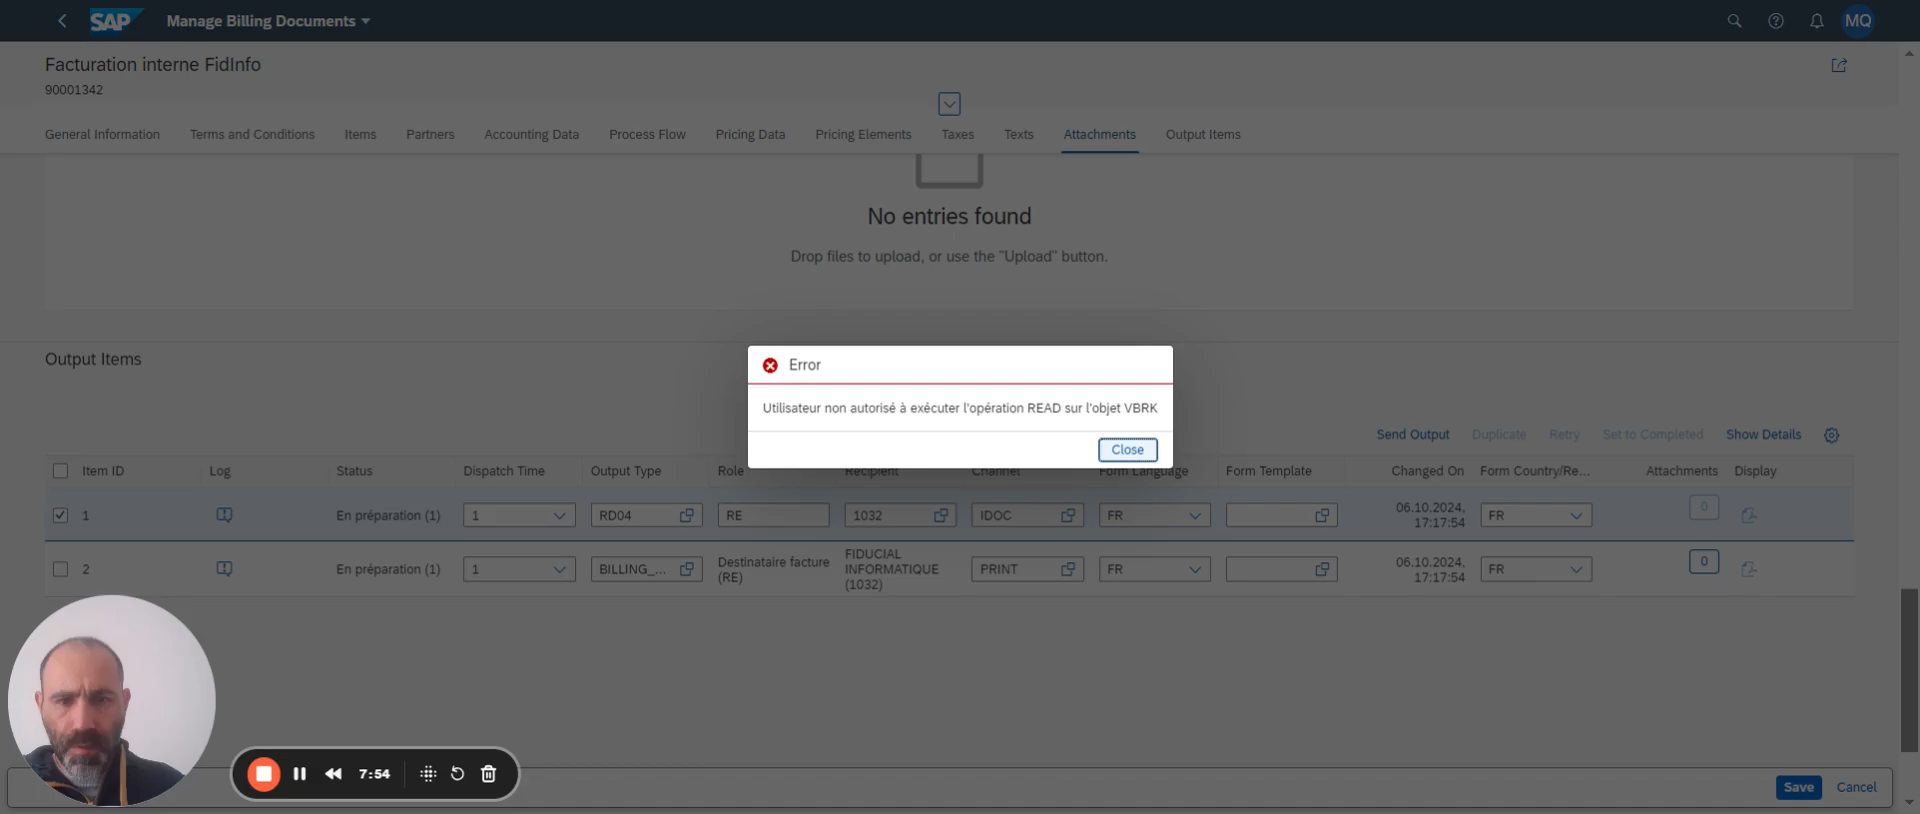 SAP Manage Billing Documents MQ
Facturation interne FidInfo
90001342
General Information Terms and Conditions Items Partners Accounting Data Process Flow Pricing Data Pricing Elements Taxes Texts Attachments Output Items
No entries found
Drop files to upload, or use the "Upload" button.
Output Items
Error
Utilisateur non autorisé à exécuter l'opération READ sur l'objet VBRK
Close
Send Output Duplicate Retry Set to Completed Show Details
Item ID Log Status Dispatch Time Output Type Role Recipient Channel Form Language Form Template Changed On Form Country/Re... Attachments Display
1 En préparation (1) 1 RD04 RE 1032 IDOC FR 06.10.2024, FR 0
17:17:54
2 En préparation (1) 1 BILLING_... Destinataire facture FIDUCIAL PRINT FR 06.10.2024, FR 0
(RE) INFORMATIQUE 17:17:54
(1032)
7:54
Save Cancel